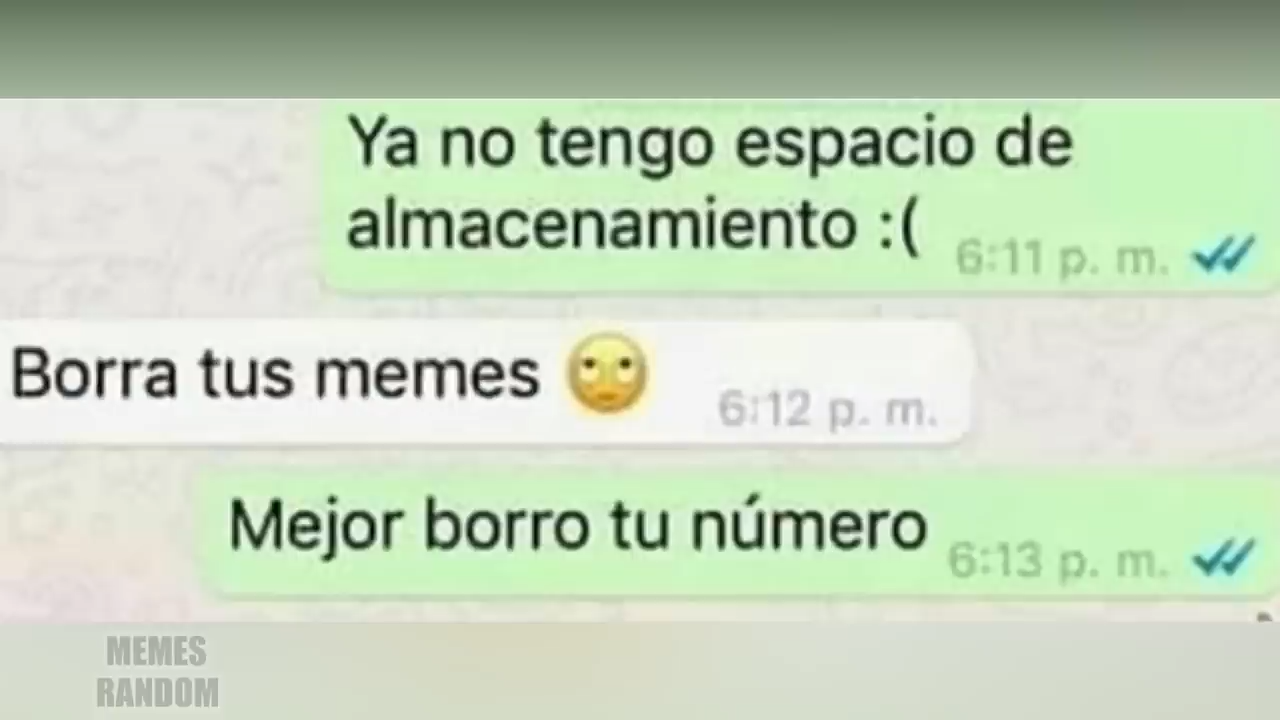 Ya no tengo espacio de
almacenamiento :(
6:11 p. m.
Borra tus memes 🙄
6:12 p. m.
Mejor borro tu número
6:13 p. m.
MEMES
RANDOM